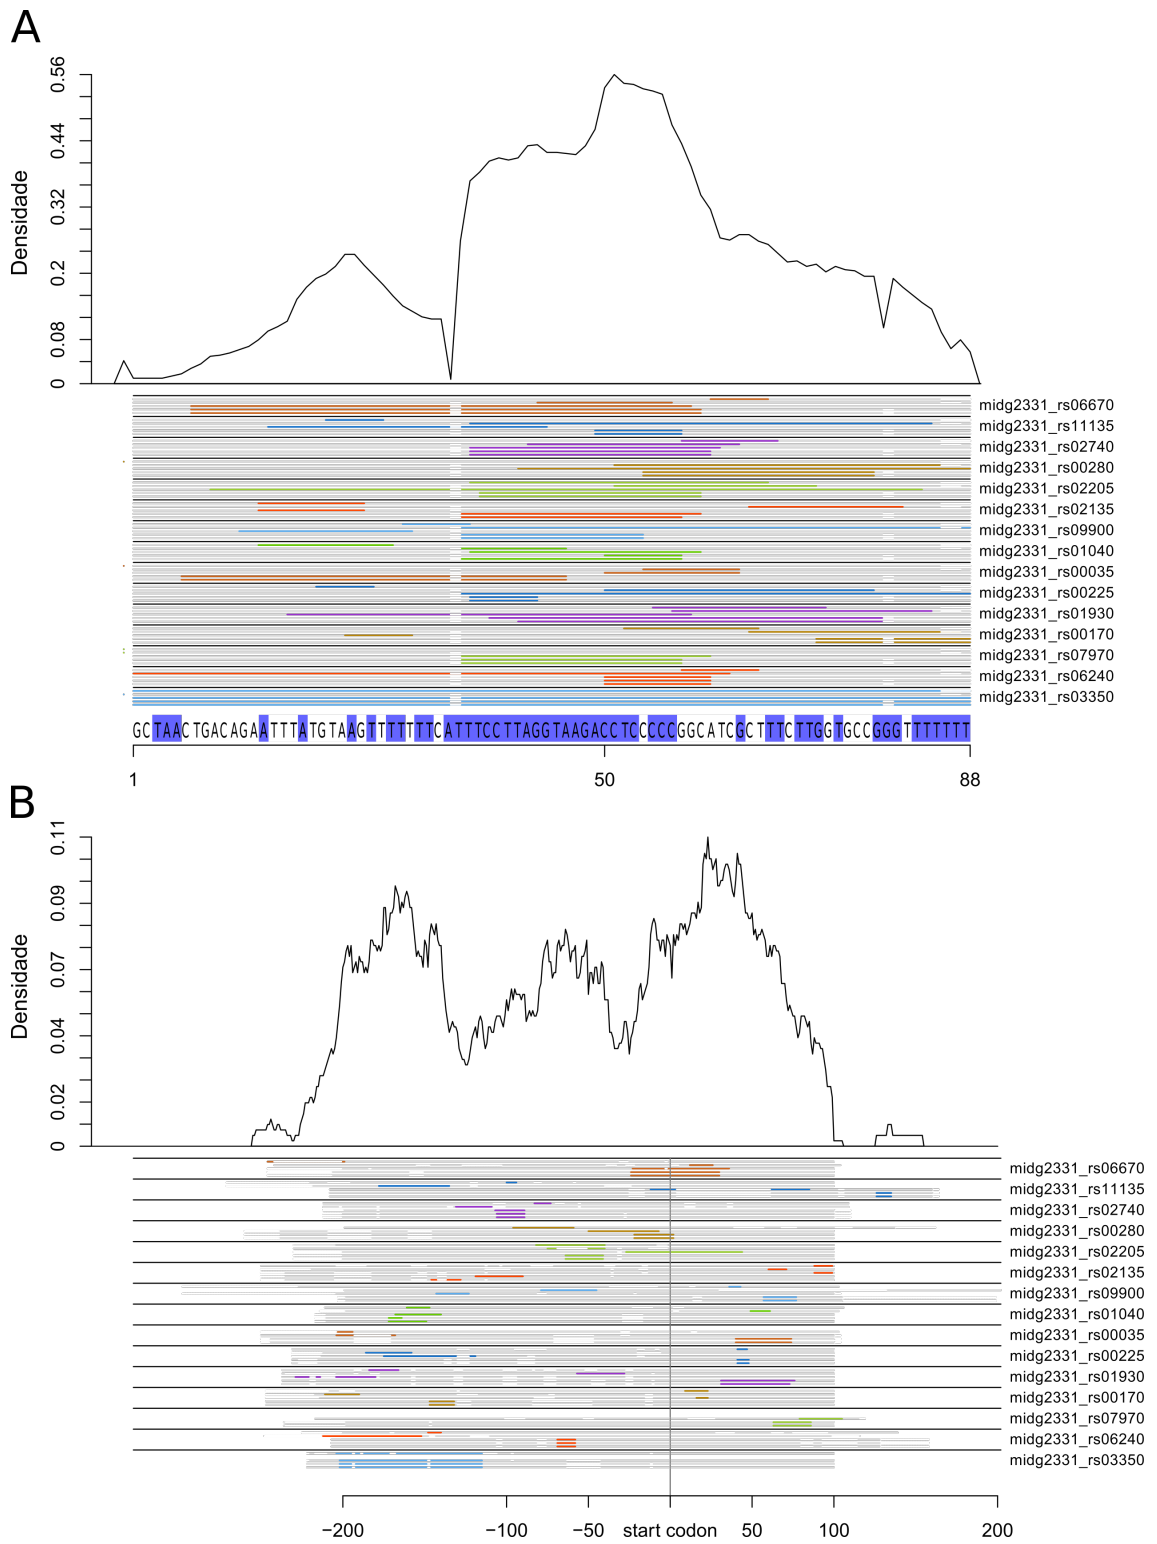 A
Densidade
0.56
0.44
0.32
0.2
0.08
0
midg2331_rs06670
midg2331_rs11135
midg2331_rs02740
midg2331_rs00280
midg2331_rs02205
midg2331_rs02135
midg2331_rs09900
midg2331_rs01040
midg2331_rs00035
midg2331_rs00225
midg2331_rs01930
midg2331_rs00170
midg2331_rs07970
midg2331_rs06240
midg2331_rs03350
GCTAACTGACAGAATTTATGTAAGTTTTTTTTCATTTCCTTAGGTAAGACCTCCCCCGGCATCGCTTTCTTGGTGCCGGGTTTTTTT
1 50 88
B
Densidade
0.11
0.09
0.07
0.04
0.02
0
midg2331_rs06670
midg2331_rs11135
midg2331_rs02740
midg2331_rs00280
midg2331_rs02205
midg2331_rs02135
midg2331_rs09900
midg2331_rs01040
midg2331_rs00035
midg2331_rs00225
midg2331_rs01930
midg2331_rs00170
midg2331_rs07970
midg2331_rs06240
midg2331_rs03350
−200 −100 −50 start codon 50 100 200